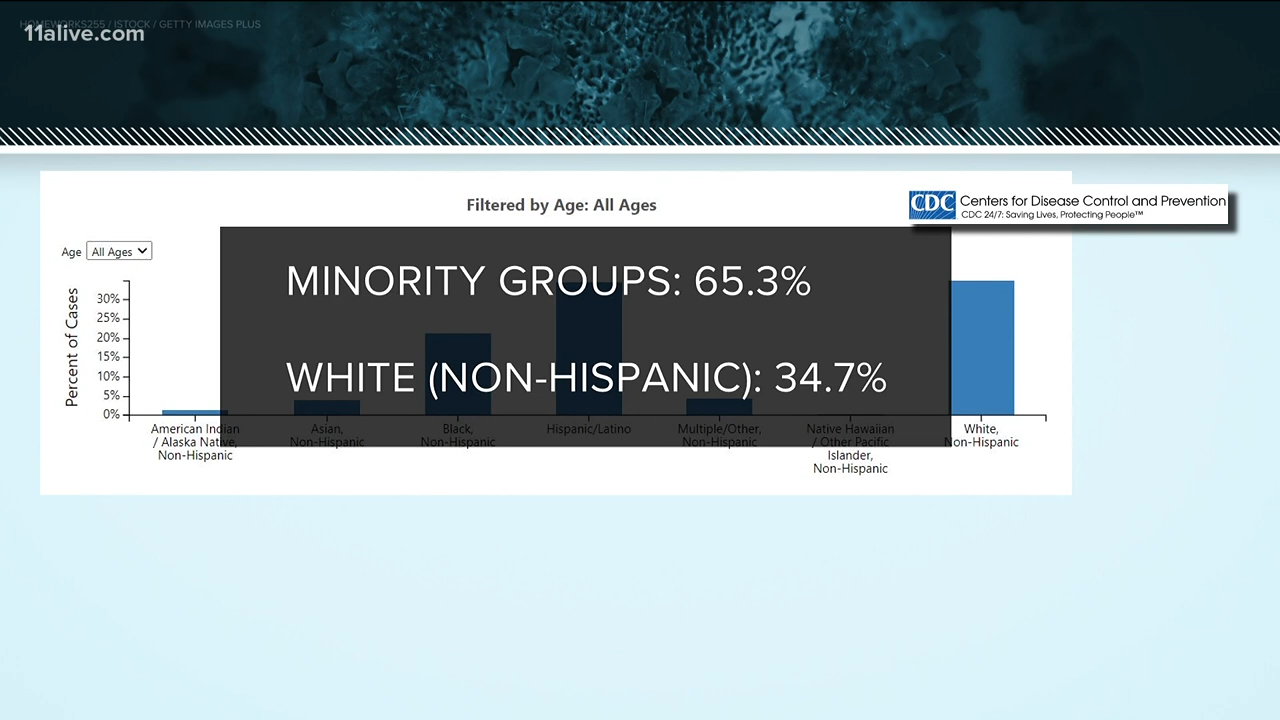 HOMEWORKS255 / ISTOCK / GETTY IMAGES PLUS
11alive.com
Filtered by Age: All Ages
CDC Centers for Disease Control and Prevention
CDC 24/7: Saving Lives, Protecting People™
Age All Ages
MINORITY GROUPS: 65.3%
WHITE (NON-HISPANIC): 34.7%
Percent of Cases
30%
25%
20%
15%
10%
5%
0%
American Indian
/ Alaska Native,
Non-Hispanic
Asian,
Non-Hispanic
Black,
Non-Hispanic
Hispanic/Latino
Multiple/Other,
Non-Hispanic
Native Hawaiian
/ Other Pacific
Islander,
Non-Hispanic
White,
Non-Hispanic